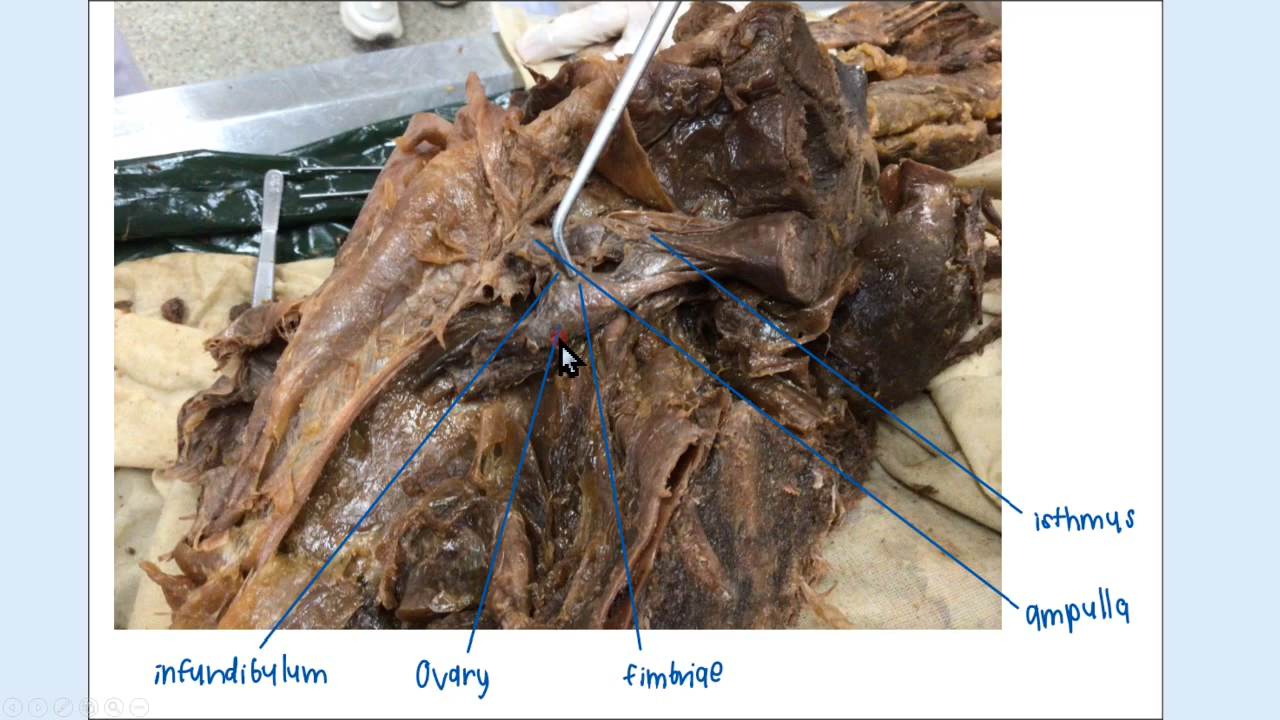 isthmus
ampulla
infundibulum
Ovary
fimbriae